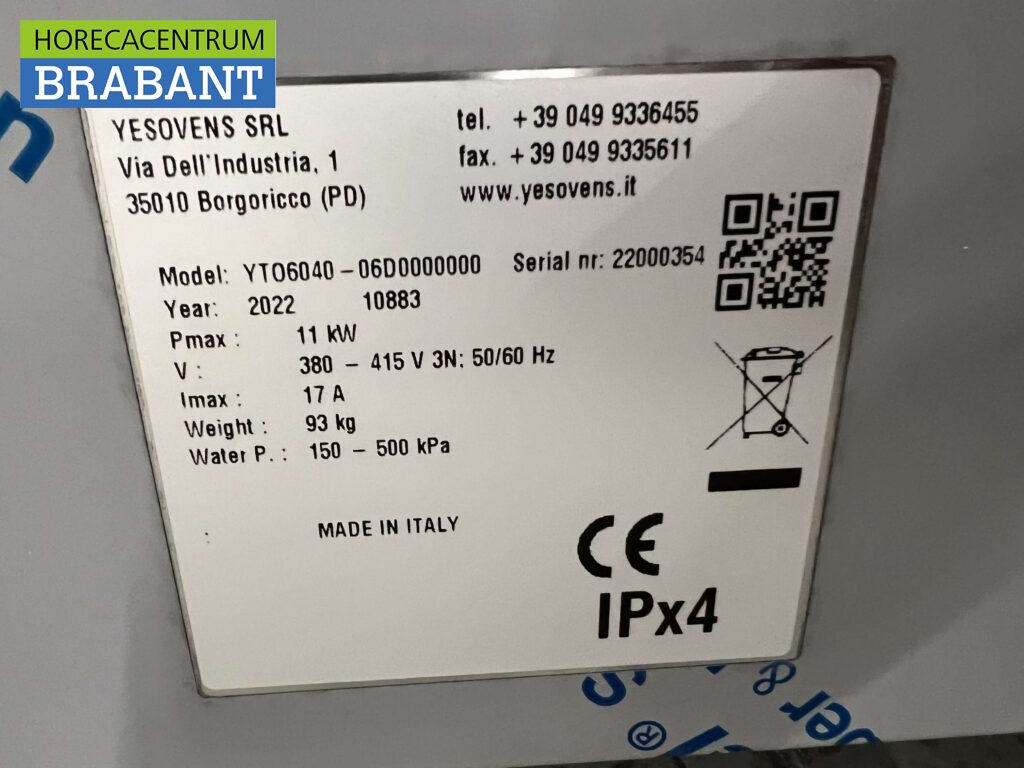 HORECACENTRUM
BRABANT
YESOVENS SRL
Via Dell'Industria, 1
35010 Borgoricco (PD)
tel. +39 049 9336455
fax. +39 049 9335611
www.yesovens.it
Model: YTO6040-06D0000000 Serial nr: 22000354
Year: 2022 10883
Pmax : 11 kW
V : 380 - 415 V 3N; 50/60 Hz
Imax : 17 A
Weight : 93 kg
Water P. : 150 - 500 kPa
: MADE IN ITALY
CE
IPx4
®